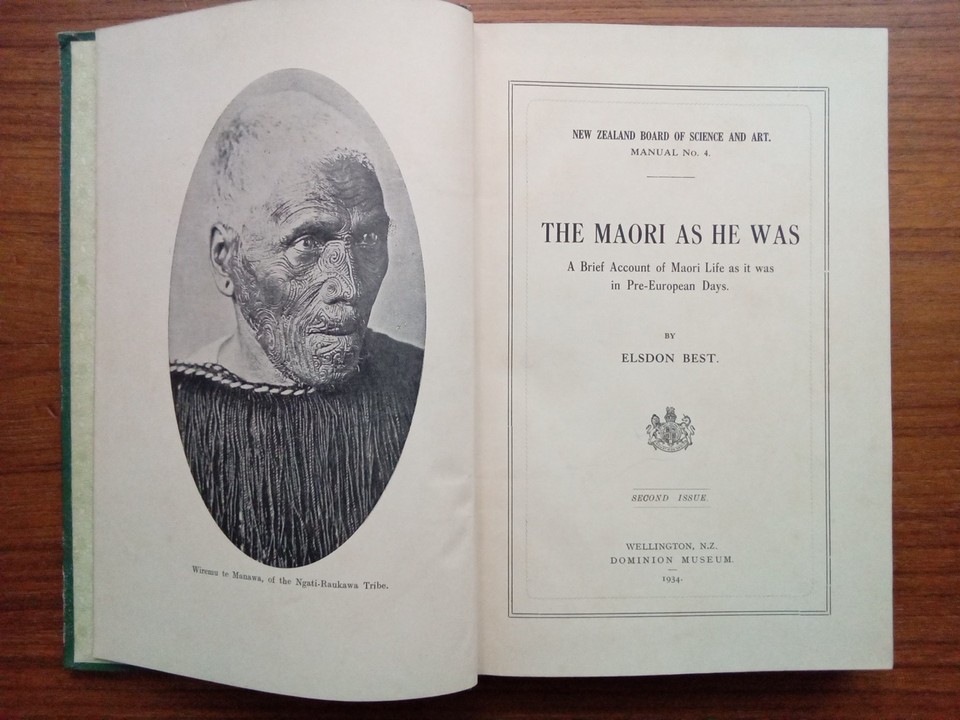 Wiremu te Manawa, of the Ngati-Raukawa Tribe.
NEW ZEALAND BOARD OF SCIENCE AND ART.
MANUAL No. 4.
THE MAORI AS HE WAS
A Brief Account of Maori Life as it was
in Pre-European Days.
BY
ELSDON BEST.
SECOND ISSUE.
WELLINGTON, N.Z.
DOMINION MUSEUM.
1934.